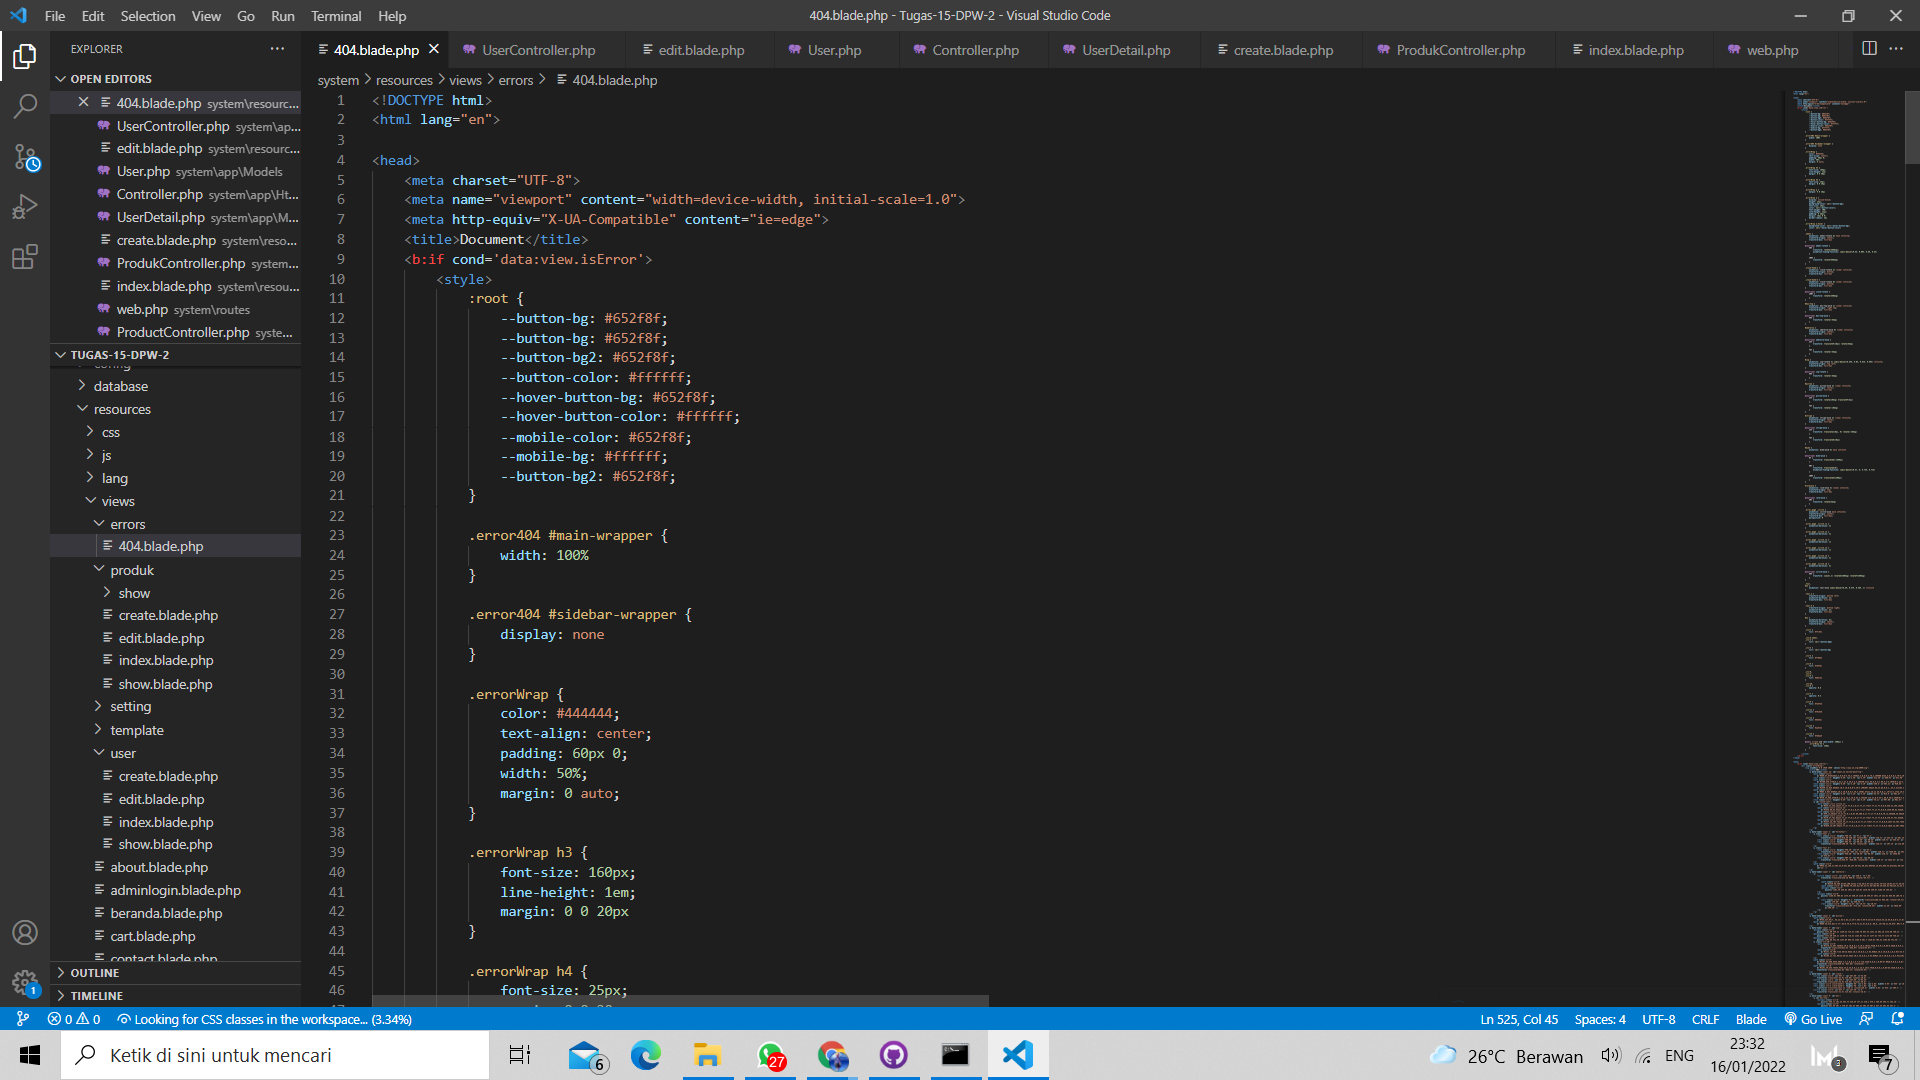 File Edit Selection View Go Run Terminal Help
404.blade.php - Tugas-15-DPW-2 - Visual Studio Code
EXPLORER
OPEN EDITORS
404.blade.php system\resourc...
UserController.php system\ap...
edit.blade.php system\resourc...
User.php system\app\Models
Controller.php system\app\Ht...
UserDetail.php system\app\M...
create.blade.php system\reso...
ProdukController.php system...
index.blade.php system\resou...
web.php system\routes
ProductController.php syste...
TUGAS-15-DPW-2
config
database
resources
css
js
lang
views
errors
404.blade.php
produk
show
create.blade.php
edit.blade.php
index.blade.php
show.blade.php
setting
template
user
create.blade.php
edit.blade.php
index.blade.php
show.blade.php
about.blade.php
adminlogin.blade.php
beranda.blade.php
cart.blade.php
contact.blade.php
OUTLINE
TIMELINE
404.blade.php UserController.php edit.blade.php User.php Controller.php UserDetail.php create.blade.php ProdukController.php index.blade.php web.php
system > resources > views > errors > 404.blade.php
1 <!DOCTYPE html>
2 <html lang="en">
3
4 <head>
5 <meta charset="UTF-8">
6 <meta name="viewport" content="width=device-width, initial-scale=1.0">
7 <meta http-equiv="X-UA-Compatible" content="ie=edge">
8 <title>Document</title>
9 <b:if cond='data:view.isError'>
10 <style>
11 :root {
12 --button-bg: #652f8f;
13 --button-bg: #652f8f;
14 --button-bg2: #652f8f;
15 --button-color: #ffffff;
16 --hover-button-bg: #652f8f;
17 --hover-button-color: #ffffff;
18 --mobile-color: #652f8f;
19 --mobile-bg: #ffffff;
20 --button-bg2: #652f8f;
21 }
22
23 .error404 #main-wrapper {
24 width: 100%
25 }
26
27 .error404 #sidebar-wrapper {
28 display: none
29 }
30
31 .errorWrap {
32 color: #444444;
33 text-align: center;
34 padding: 60px 0;
35 width: 50%;
36 margin: 0 auto;
37 }
38
39 .errorWrap h3 {
40 font-size: 160px;
41 line-height: 1em;
42 margin: 0 0 20px
43 }
44
45 .errorWrap h4 {
46 font-size: 25px;
0 0 Looking for CSS classes in the workspace... (3.34%)
Ln 525, Col 45 Spaces: 4 UTF-8 CRLF Blade Go Live
1
Ketik di sini untuk mencari
6
27
26°C Berawan
ENG
23:32
16/01/2022
3
7